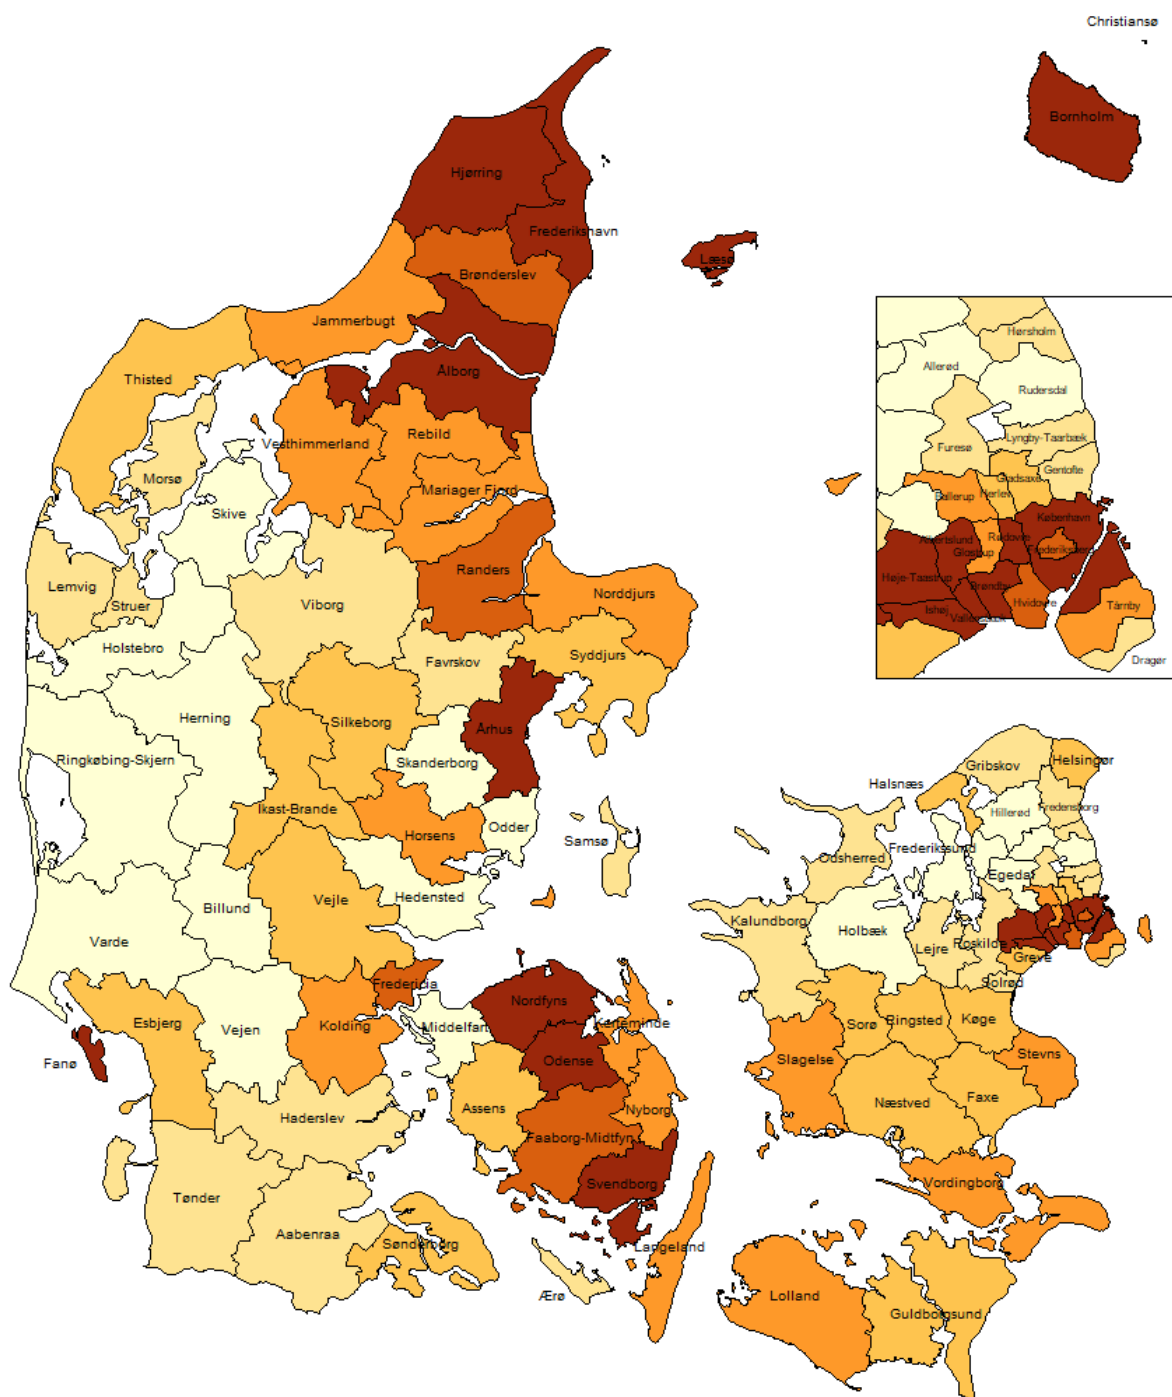 Christiansø
Bornholm
Hjørring
Frederikshavn
Læsø
Brønderslev
Jammerbugt
Ålborg
Thisted
Vesthimmerland
Rebild
Morsø
Mariager Fjord
Skive
Randers
Norddjurs
Lemvig
Struer
Viborg
Holstebro
Favrskov
Syddjurs
Herning
Silkeborg
Århus
Ringkøbing-Skjern
Skanderborg
Ikast-Brande
Horsens
Odder
Samsø
Hedensted
Vejle
Billund
Varde
Fredericia
Nordfyns
Esbjerg
Vejen
Kolding
Middelfart
Kerteminde
Fanø
Odense
Assens
Nyborg
Haderslev
Faaborg-Midtfyn
Svendborg
Tønder
Aabenraa
Sønderborg
Langeland
Ærø
Hørsholm
Allerød
Rudersdal
Lyngby-Taarbæk
Furesø
Gentofte
Gladsaxe
Ballerup
Herlev
København
Rødovre
Albertslund
Glostrup
Frederiksberg
Høje-Taastrup
Brøndby
Ishøj
Vallensbæk
Hvidovre
Tårnby
Dragør
Gribskov
Helsingør
Halsnæs
Fredensborg
Hillerød
Frederikssund
Odsherred
Egedal
Kalundborg
Holbæk
Lejre
Roskilde
Greve
Solrød
Sorø
Ringsted
Køge
Slagelse
Stevns
Næstved
Faxe
Vordingborg
Lolland
Guldborgsund